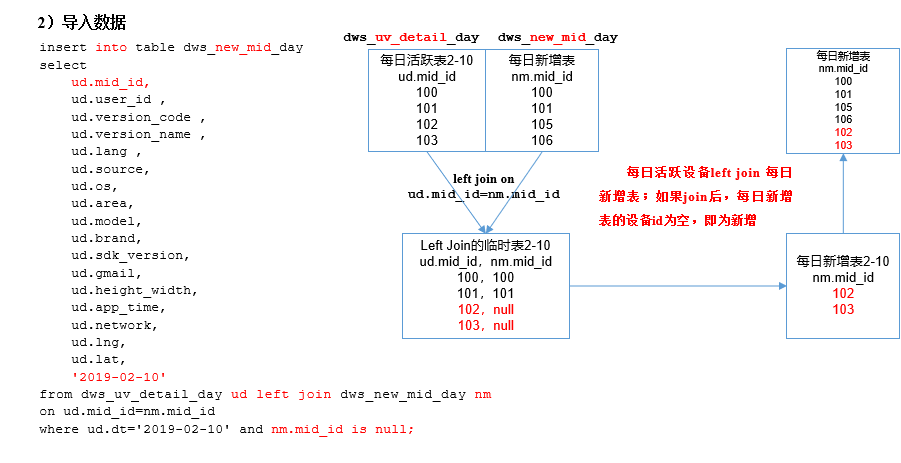 2）导入数据
insert into table dws_new_mid_day
select
ud.mid_id,
ud.user_id ,
ud.version_code ,
ud.version_name ,
ud.lang ,
ud.source,
ud.os,
ud.area,
ud.model,
ud.brand,
ud.sdk_version,
ud.gmail,
ud.height_width,
ud.app_time,
ud.network,
ud.lng,
ud.lat,
'2019-02-10'
from dws_uv_detail_day ud left join dws_new_mid_day nm
on ud.mid_id=nm.mid_id
where ud.dt='2019-02-10' and nm.mid_id is null;
dws_uv_detail_day
每日活跃表2-10
ud.mid_id
100
101
102
103
dws_new_mid_day
每日新增表
nm.mid_id
100
101
105
106
left join on
ud.mid_id=nm.mid_id
Left Join的临时表2-10
ud.mid_id，nm.mid_id
100，100
101，101
102，null
103，null
每日活跃设备left join 每日
新增表；如果join后，每日新增
表的设备id为空，即为新增
每日新增表2-10
nm.mid_id
102
103
每日新增表
nm.mid_id
100
101
105
106
102
103